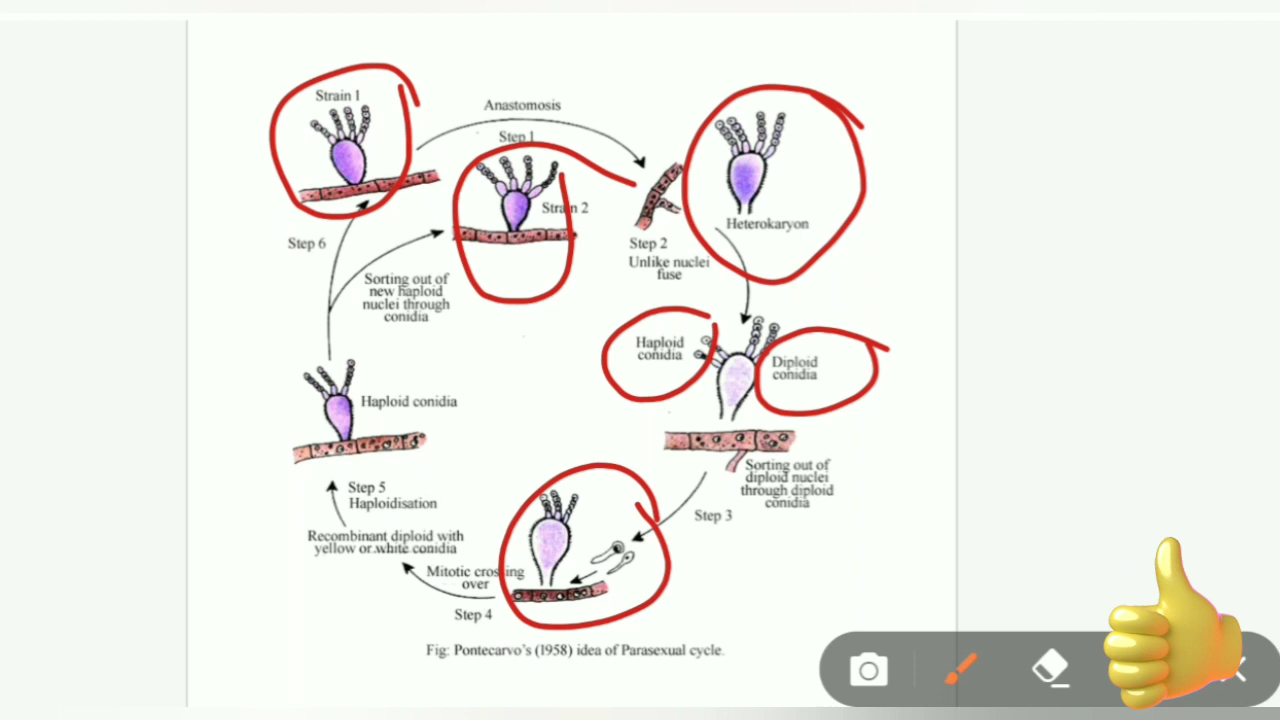 Strain 1
Anastomosis
Step 1
Strain 2
Heterokaryon
Step 2
Unlike nuclei
fuse
Haploid
conidia
Diploid
conidia
Sorting out of
diploid nuclei
through diploid
conidia
Step 3
Mitotic crossing
over
Step 4
Recombinant diploid with
yellow or white conidia
Step 5
Haploidisation
Haploid conidia
Step 6
Sorting out of
new haploid
nuclei through
conidia
Fig: Pontecarvo's (1958) idea of Parasexual cycle.